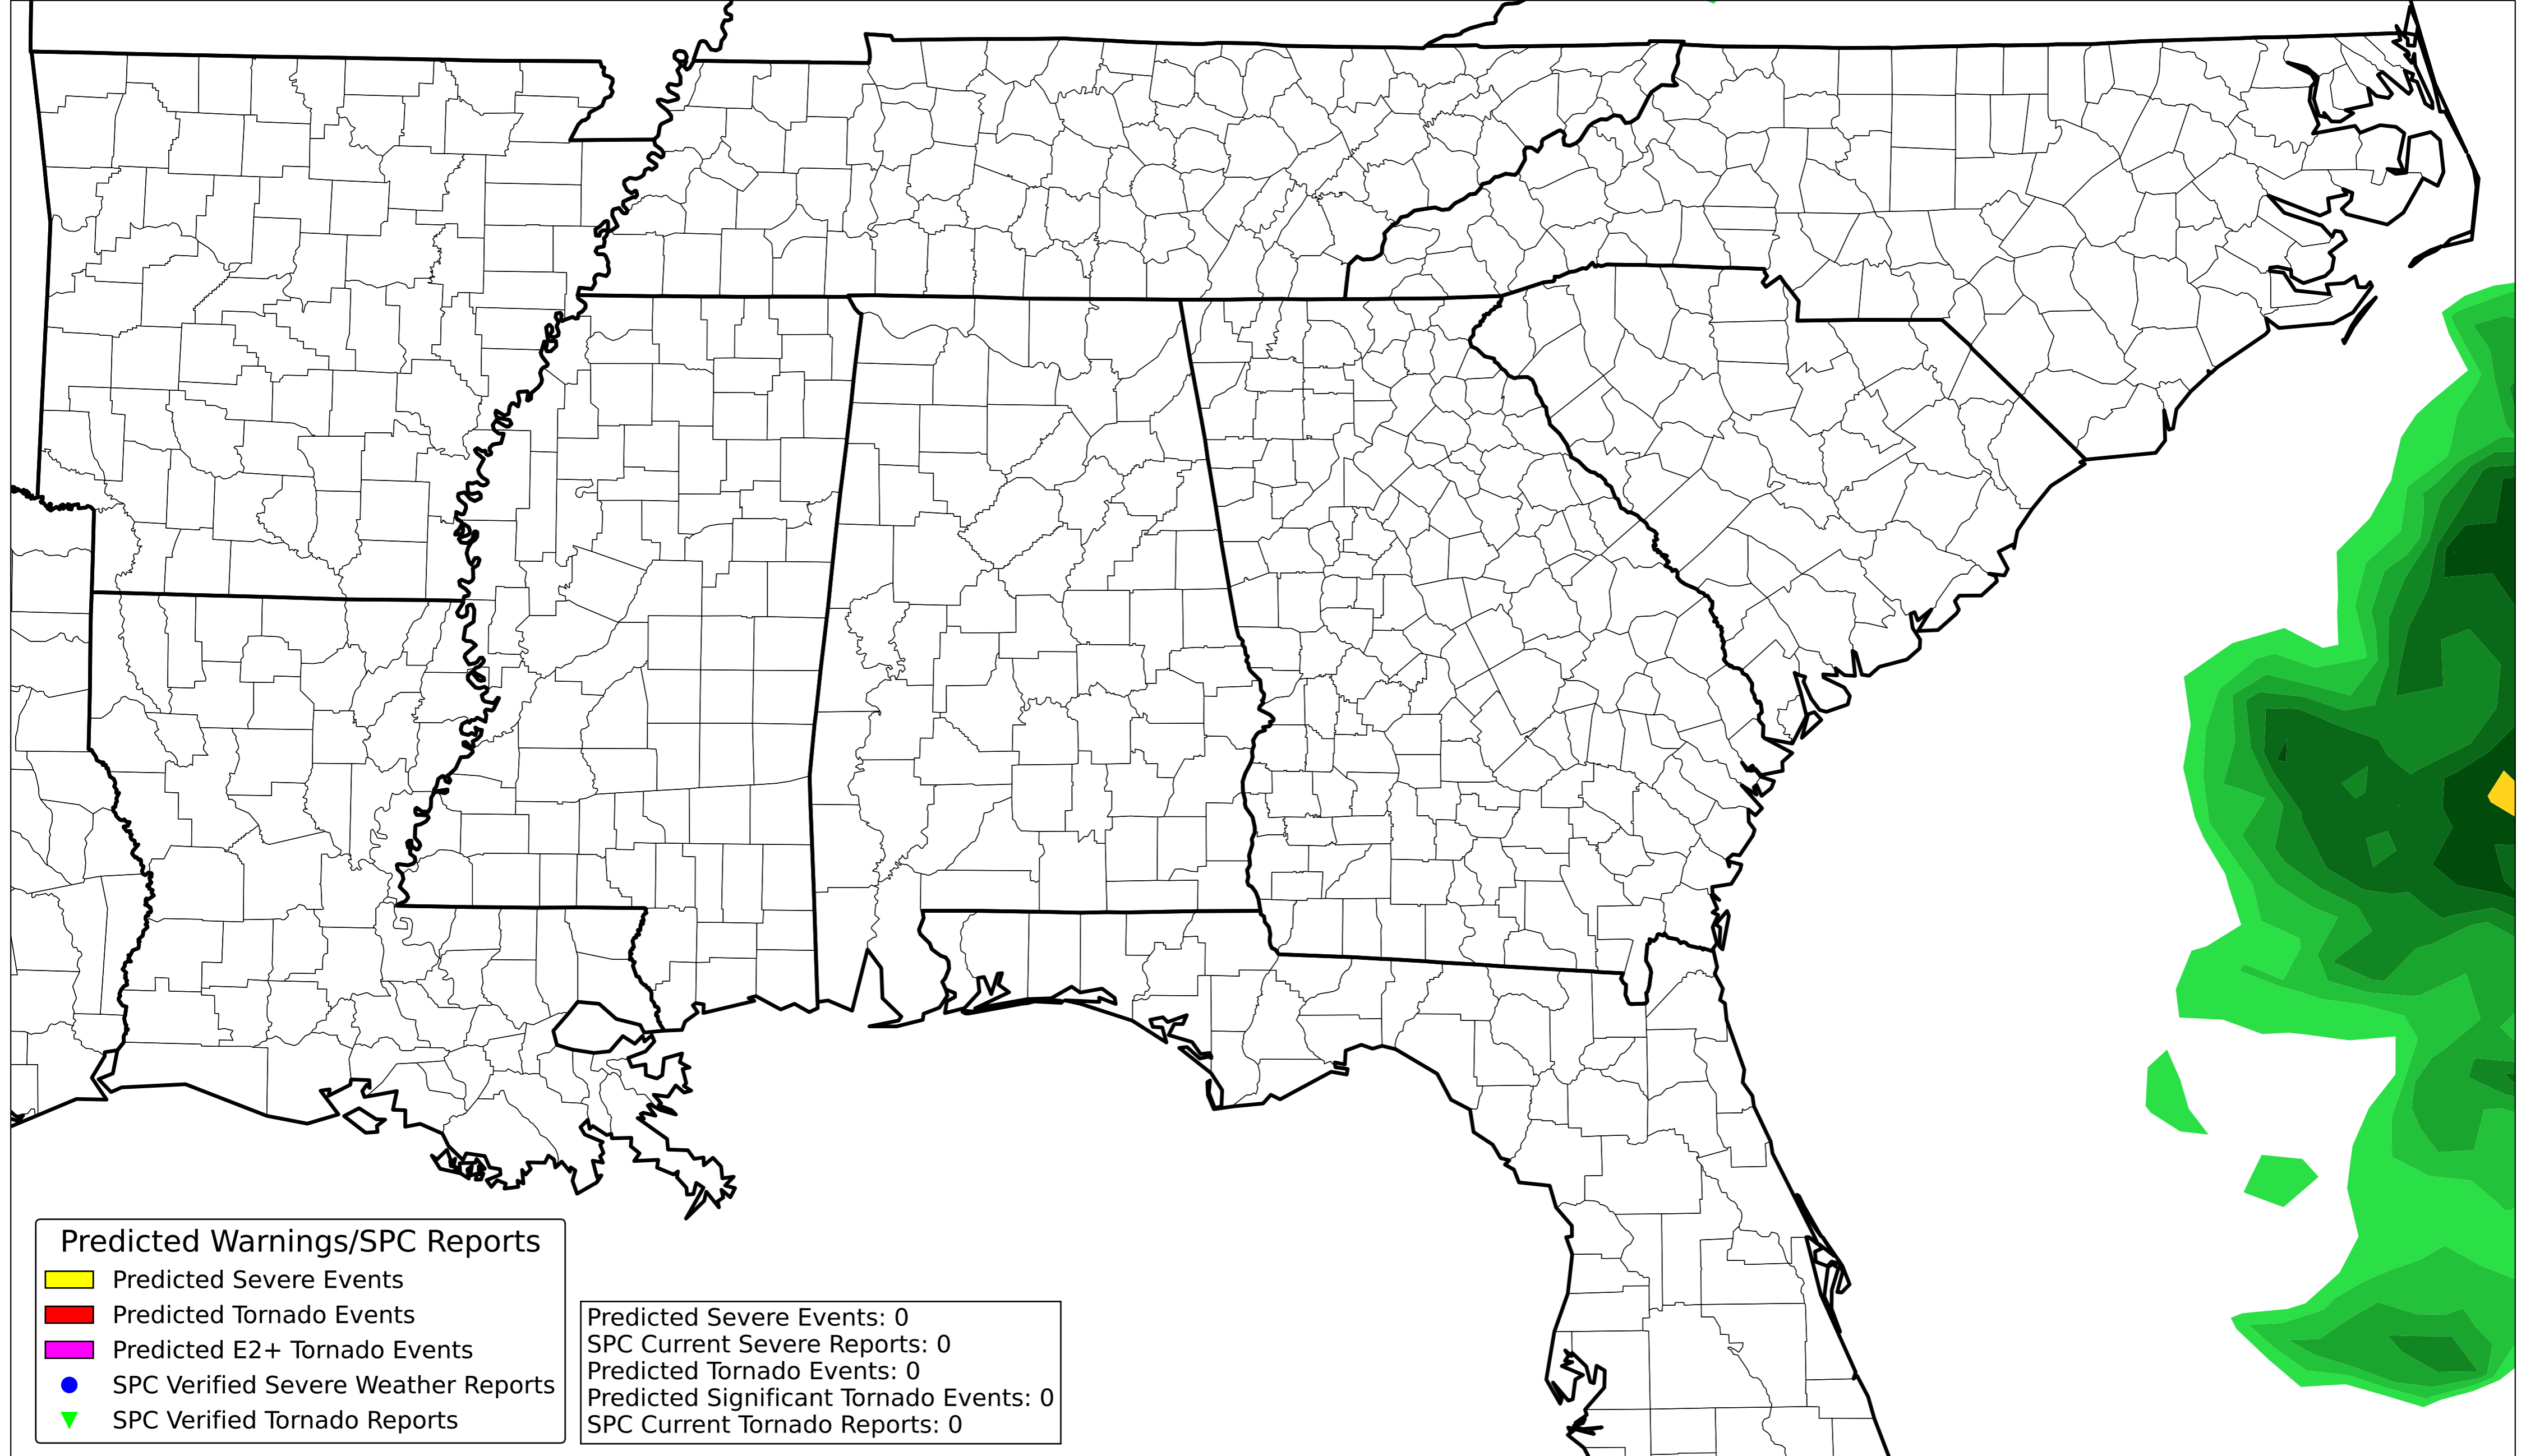 Predicted Warnings/SPC Reports
Predicted Severe Events
Predicted Tornado Events
Predicted E2+ Tornado Events
SPC Verified Severe Weather Reports
SPC Verified Tornado Reports
Predicted Severe Events: 0
SPC Current Severe Reports: 0
Predicted Tornado Events: 0
Predicted Significant Tornado Events: 0
SPC Current Tornado Reports: 0